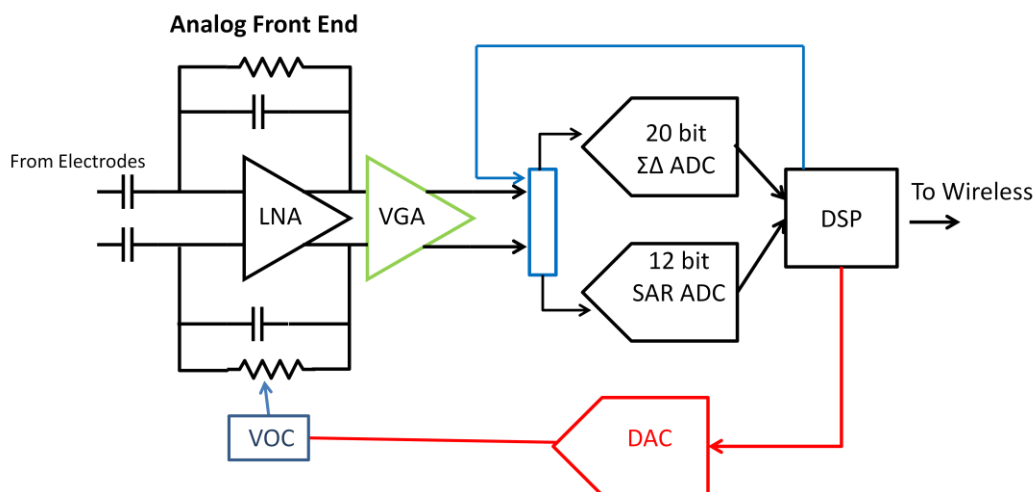 Analog Front End
From Electrodes
LNA
VGA
20 bit
ΣΔ ADC
12 bit
SAR ADC
DSP
To Wireless
VOC
DAC